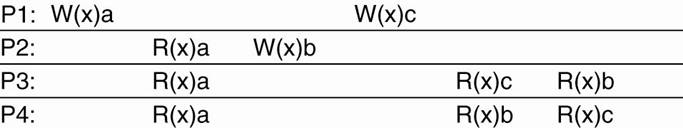 P1: W(x)a W(x)c
P2: R(x)a W(x)b
P3: R(x)a R(x)c R(x)b
P4: R(x)a R(x)b R(x)c